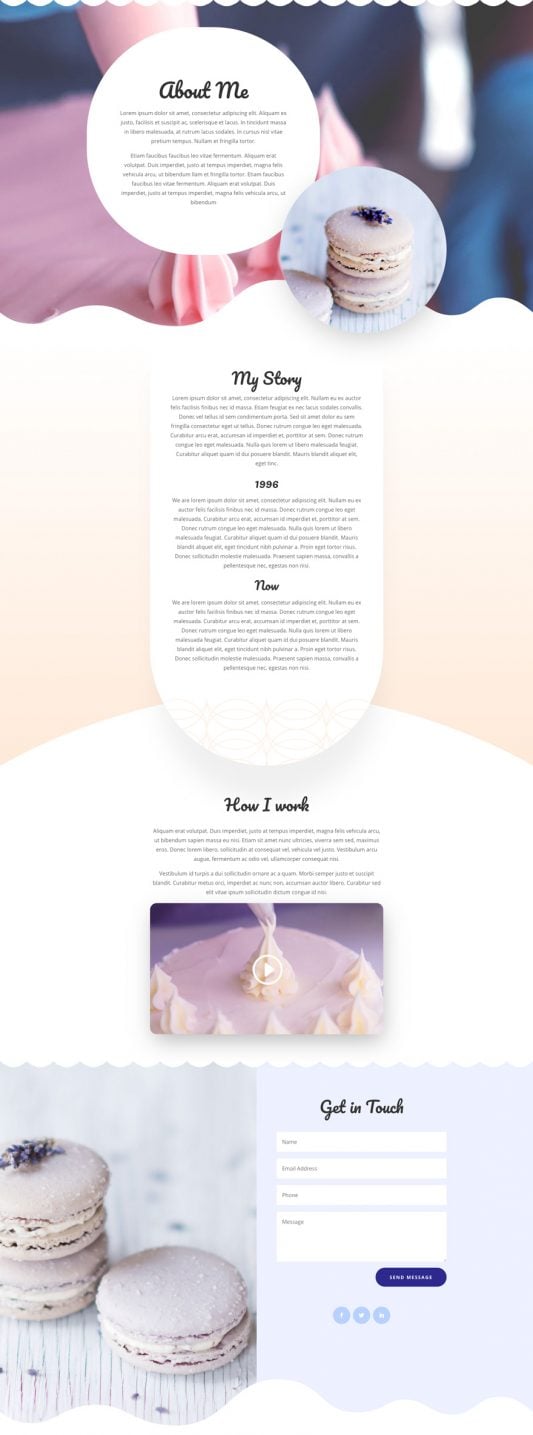 About Me
Lorem ipsum dolor sit amet, consectetur adipiscing elit. Aliquam ex
justo, facilisis et suscipit ac, scelerisque et lacus. In tincidunt massa
in libero malesuada, at rutrum lacus sodales. In cursus nisl vitae
pretium tempus. Nullam et fringilla tortor.
Etiam faucibus faucibus leo vitae fermentum. Aliquam erat
volutpat. Duis imperdiet, justo at tempus imperdiet, magna felis
vehicula arcu, ut bibendum llam et fringilla tortor. Etiam faucibus
faucibus leo vitae fermentum. Aliquam erat volutpat. Duis
imperdiet, justo at tempus imperdiet, magna felis vehicula arcu, ut
bibendum
My Story
Lorem ipsum dolor sit amet, consectetur adipiscing elit. Nullam eu ex auctor
felis facilisis finibus nec id massa. Etiam feugiat ex nec lacus sodales convallis.
Donec vel tellus id sem condimentum porta. Sed sit amet dolor eu sem
fringilla consectetur eget ut tellus. Donec rutrum congue leo eget malesuada.
Curabitur arcu erat, accumsan id imperdiet et, porttitor at sem. Donec rutrum
congue leo eget malesuada. Nulla quis lorem ut libero malesuada feugiat.
Curabitur aliquet quam id dui posuere blandit. Mauris blandit aliquet elit,
eget tinc.
1996
We are lorem ipsum dolor sit amet, consectetur adipiscing elit. Nullam eu ex
auctor felis facilisis finibus nec id massa. Donec rutrum congue leo eget
malesuada. Curabitur arcu erat, accumsan id imperdiet et, porttitor at sem.
Donec rutrum congue leo eget malesuada. Nulla quis lorem ut libero
malesuada feugiat. Curabitur aliquet quam id dui posuere blandit. Mauris
blandit aliquet elit, eget tincidunt nibh pulvinar a. Proin eget tortor risus.
Donec sollicitudin molestie malesuada. Praesent sapien massa, convallis a
pellentesque nec, egestas non nisi.
Now
We are lorem ipsum dolor sit amet, consectetur adipiscing elit. Nullam eu ex
auctor felis facilisis finibus nec id massa. Donec rutrum congue leo eget
malesuada. Curabitur arcu erat, accumsan id imperdiet et, porttitor at sem.
Donec rutrum congue leo eget malesuada. Nulla quis lorem ut libero
malesuada feugiat. Curabitur aliquet quam id dui posuere blandit. Mauris
blandit aliquet elit, eget tincidunt nibh pulvinar a. Proin eget tortor risus.
Donec sollicitudin molestie malesuada. Praesent sapien massa, convallis a
pellentesque nec, egestas non nisi.
How I work
Aliquam erat volutpat. Duis imperdiet, justo at tempus imperdiet, magna felis vehicula arcu,
ut bibendum sapien massa eu nisi. Etiam sit amet nunc ultricies, viverra sem sed, maximus
eros. Donec lorem libero, sollicitudin at consequat vel, vehicula vel justo. Vestibulum arcu
augue, fermentum ac odio vel, ullamcorper consequat nisi.
Vestibulum id turpis a dui sollicitudin ornare ac a quam. Morbi semper justo et suscipit
blandit. Curabitur metus orci, imperdiet ac nunc non, accumsan auctor libero. Curabitur sed
elit vitae ipsum sollicitudin dictum congue id nisi.
Get in Touch
Name
Email Address
Phone
Message
SEND MESSAGE